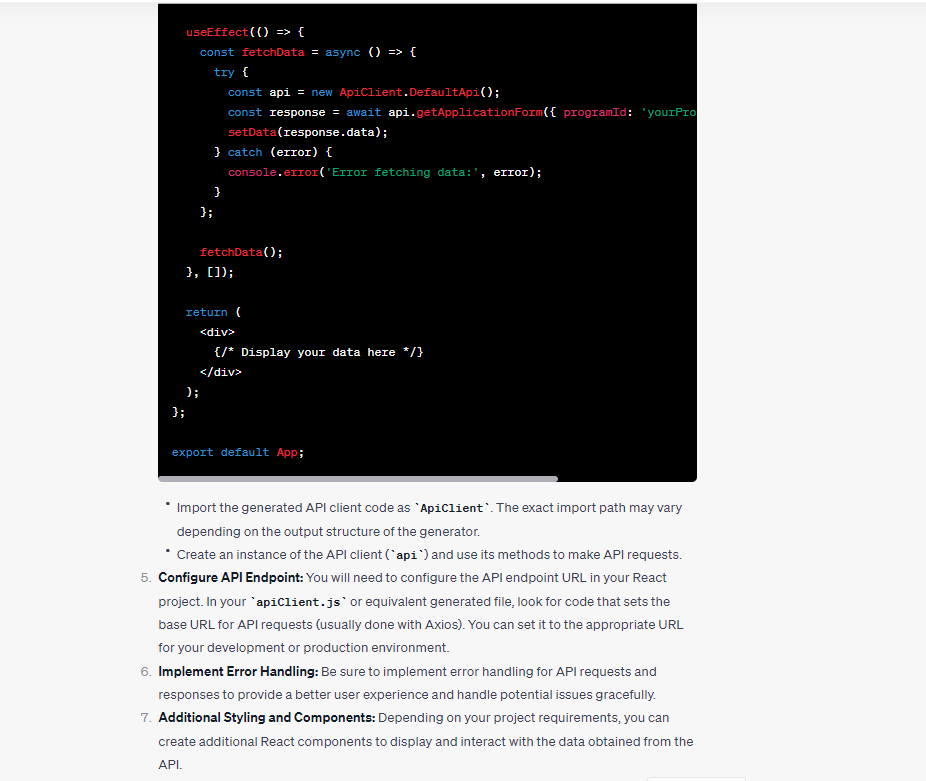 useEffect(() => {
const fetchData = async () => {
try {
const api = new ApiClient.DefaultApi();
const response = await api.getApplicationForm({ programId: 'yourPro
setData(response.data);
} catch (error) {
console.error('Error fetching data:', error);
}
};
fetchData();
}, []);
return (
<div>
{/* Display your data here */}
</div>
);
};
export default App;
• Import the generated API client code as `ApiClient`. The exact import path may vary
depending on the output structure of the generator.
• Create an instance of the API client (`api`) and use its methods to make API requests.
5. Configure API Endpoint: You will need to configure the API endpoint URL in your React
project. In your `apiClient.js` or equivalent generated file, look for code that sets the
base URL for API requests (usually done with Axios). You can set it to the appropriate URL
for your development or production environment.
6. Implement Error Handling: Be sure to implement error handling for API requests and
responses to provide a better user experience and handle potential issues gracefully.
7. Additional Styling and Components: Depending on your project requirements, you can
create additional React components to display and interact with the data obtained from the
API.